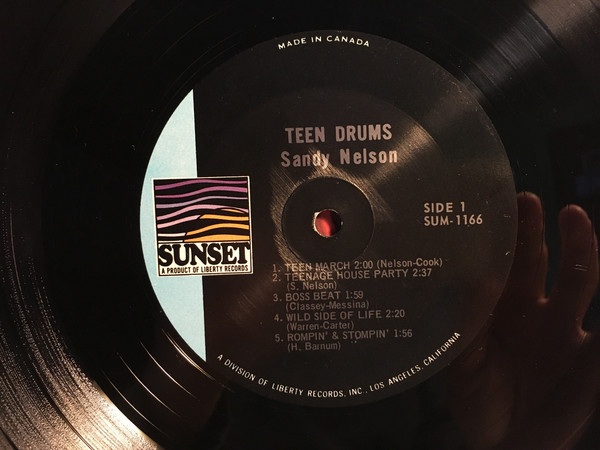 MADE IN CANADA
TEEN DRUMS
Sandy Nelson
SIDE 1
SUM-1166
SUNSET
A PRODUCT OF LIBERTY RECORDS
1. TEEN MARCH 2:00 (Nelson-Cook)
2. TEENAGE HOUSE PARTY 2:37
(S. Nelson)
3. BOSS BEAT 1:59
(Classey-Messina)
4. WILD SIDE OF LIFE 2:20
(Warren-Carter)
5. ROMPIN' & STOMPIN' 1:56
(H. Barnum)
A DIVISION OF LIBERTY RECORDS, INC., LOS ANGELES, CALIFORNIA